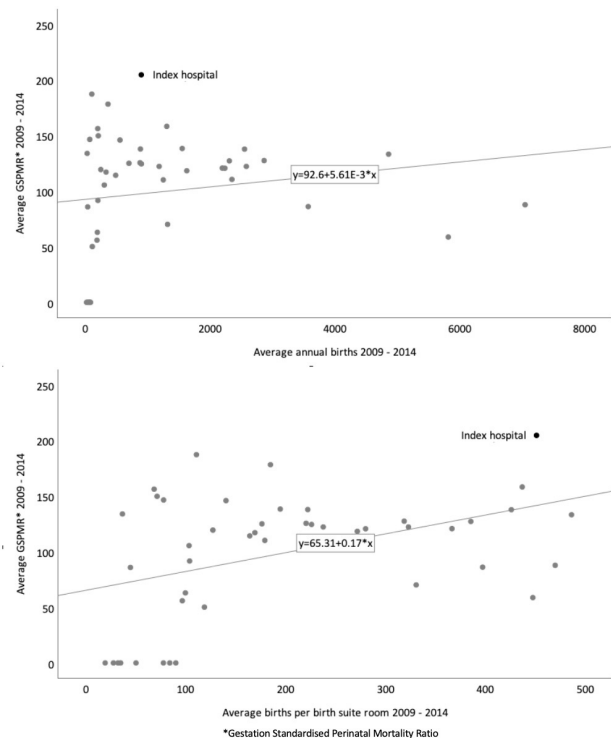 Average GSPMR* 2009 - 2014
250
200
150
100
50
0
Index hospital
y=92.6+5.61E-3*x
0 2000 4000 6000 8000
Average annual births 2009 - 2014
Average GSPMR* 2009 - 2014
250
200
150
100
50
0
Index hospital
y=65.31+0.17*x
0 100 200 300 400 500
Average births per birth suite room 2009 - 2014
*Gestation Standardised Perinatal Mortality Ratio